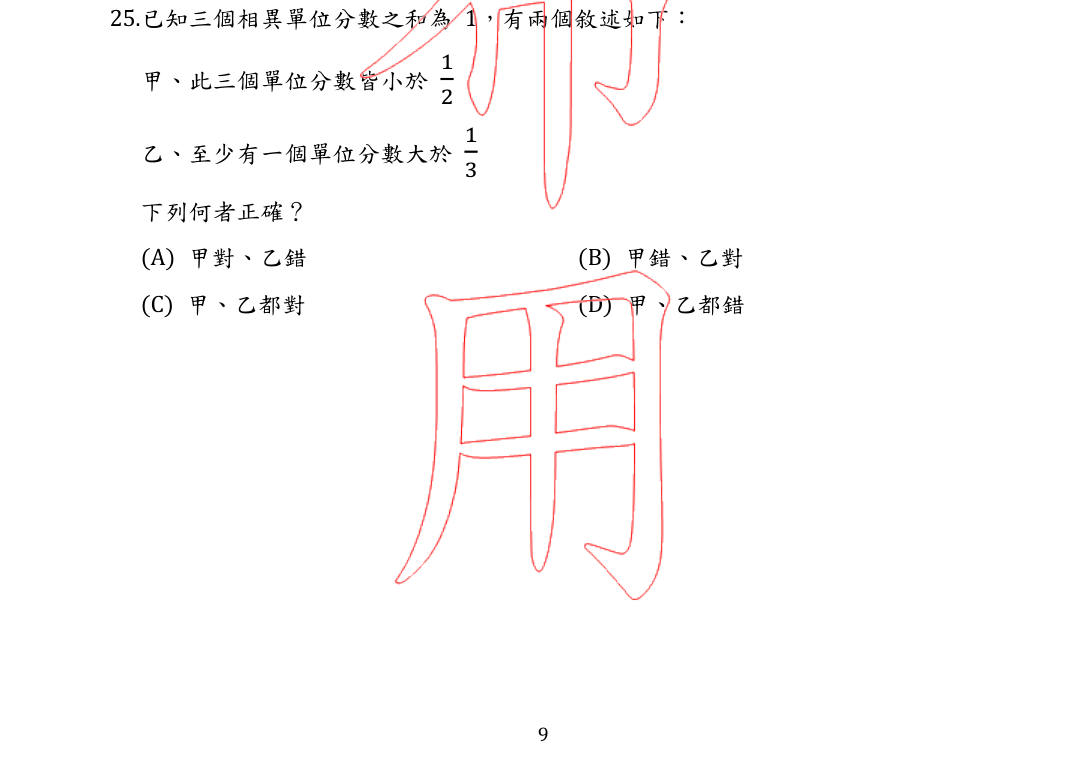 25.已知三個相異單位分數之和為 1，有兩個敘述如下：
甲、此三個單位分數皆小於 1/2
乙、至少有一個單位分數大於 1/3
下列何者正確？
(A) 甲對、乙錯 (B) 甲錯、乙對
(C) 甲、乙都對 (D) 甲、乙都錯
用
9